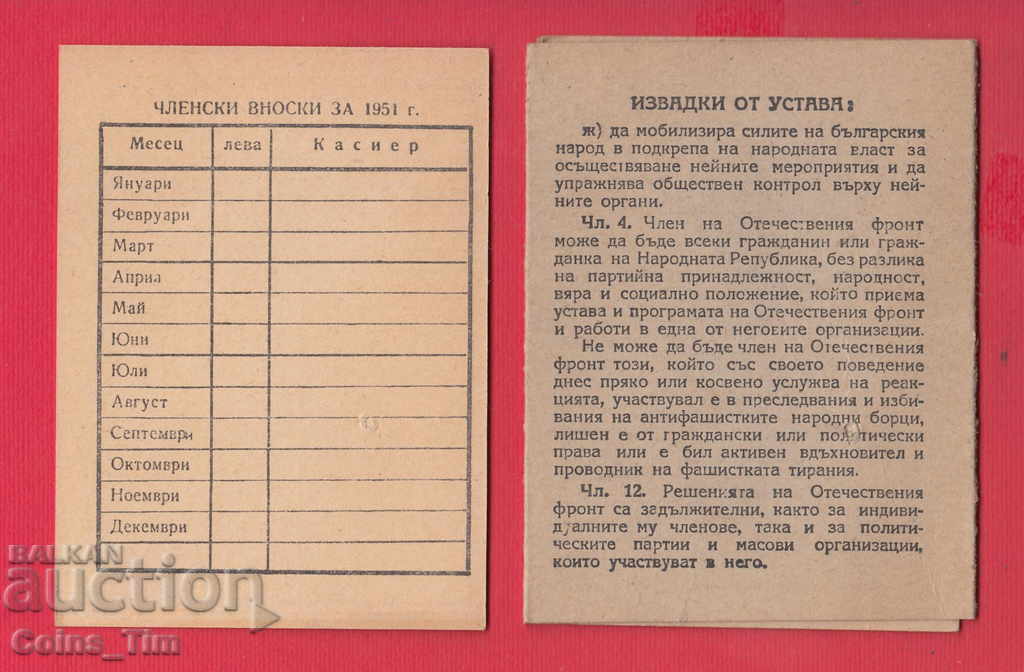 ЧЛЕНСКИ ВНОСКИ ЗА 1951 г.
Месец лева Касиер
Януари
Февруари
Март
Април
Май
Юни
Юли
Август
Септември
Октомври
Ноември
Декември
ИЗВАДКИ ОТ УСТАВА:
ж) да мобилизира силите на българския
народ в подкрепа на народната власт за
осъществяване нейните мероприятия и да
упражнява обществен контрол върху ней-
ните органи.
Чл. 4. Член на Отечествения фронт
може да бъде всеки гражданин или граж-
данка на Народната Република, без разлика
на партийна принадлежност, народност,
вяра и социално положение, който приема
устава и програмата на Отечествения фронт
и работи в една от неговите организации.
Не може да бъде член на Отечествения
фронт този, който със своето поведение
днес пряко или косвено услужва на реак-
цията, участвувал е в преследвания и изби-
вания на антифашистките народни борци,
лишен е от граждански или политически
права или е бил активен вдъхновител и
проводник на фашистката тирания.
Чл. 12. Решенията на Отечествения
фронт са задължителни, както за индиви-
дуалните му членове, така и за полити-
ческите партии и масови организации,
които участвуват в него.
BALKAN
auction
Coins_Tim